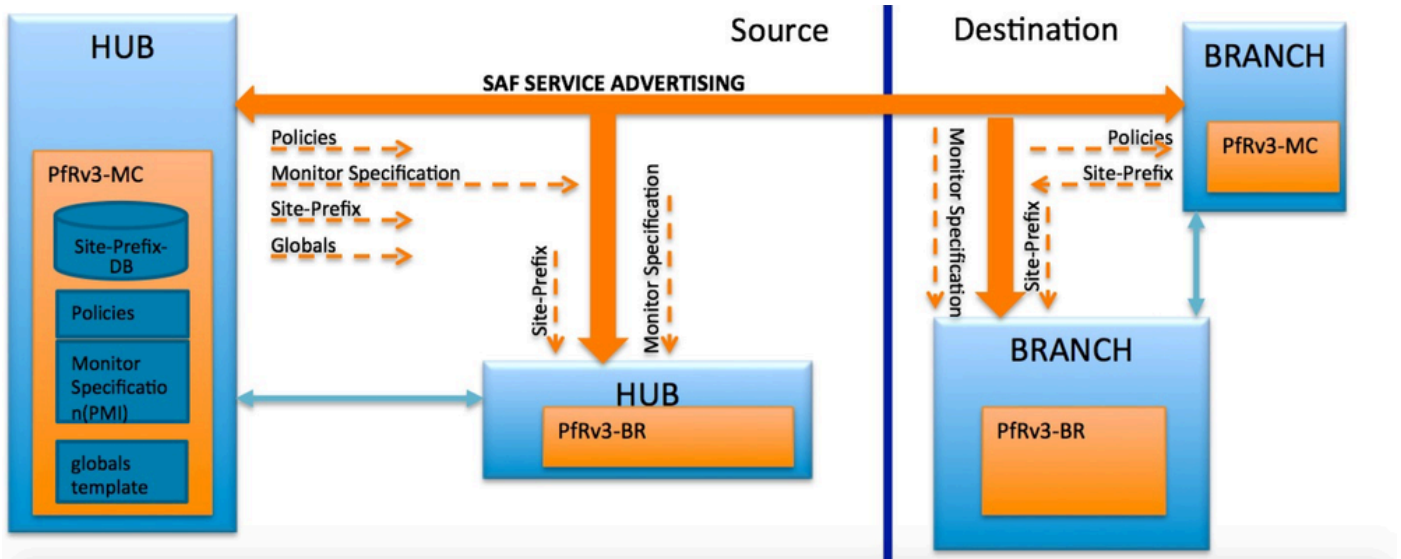 HUB
Source
Destination
BRANCH
SAF SERVICE ADVERTISING
PfRv3-MC
Policies
Monitor Specification
Site-Prefix
Globals
Policies
Site-Prefix
PfRv3-MC
Site-Prefix-
DB
Policies
Monitor
Specificatio
n(PMI)
globals
template
Site-Prefix
Monitor Specification
Monitor Specification
Site-Prefix
HUB
PfRv3-BR
BRANCH
PfRv3-BR